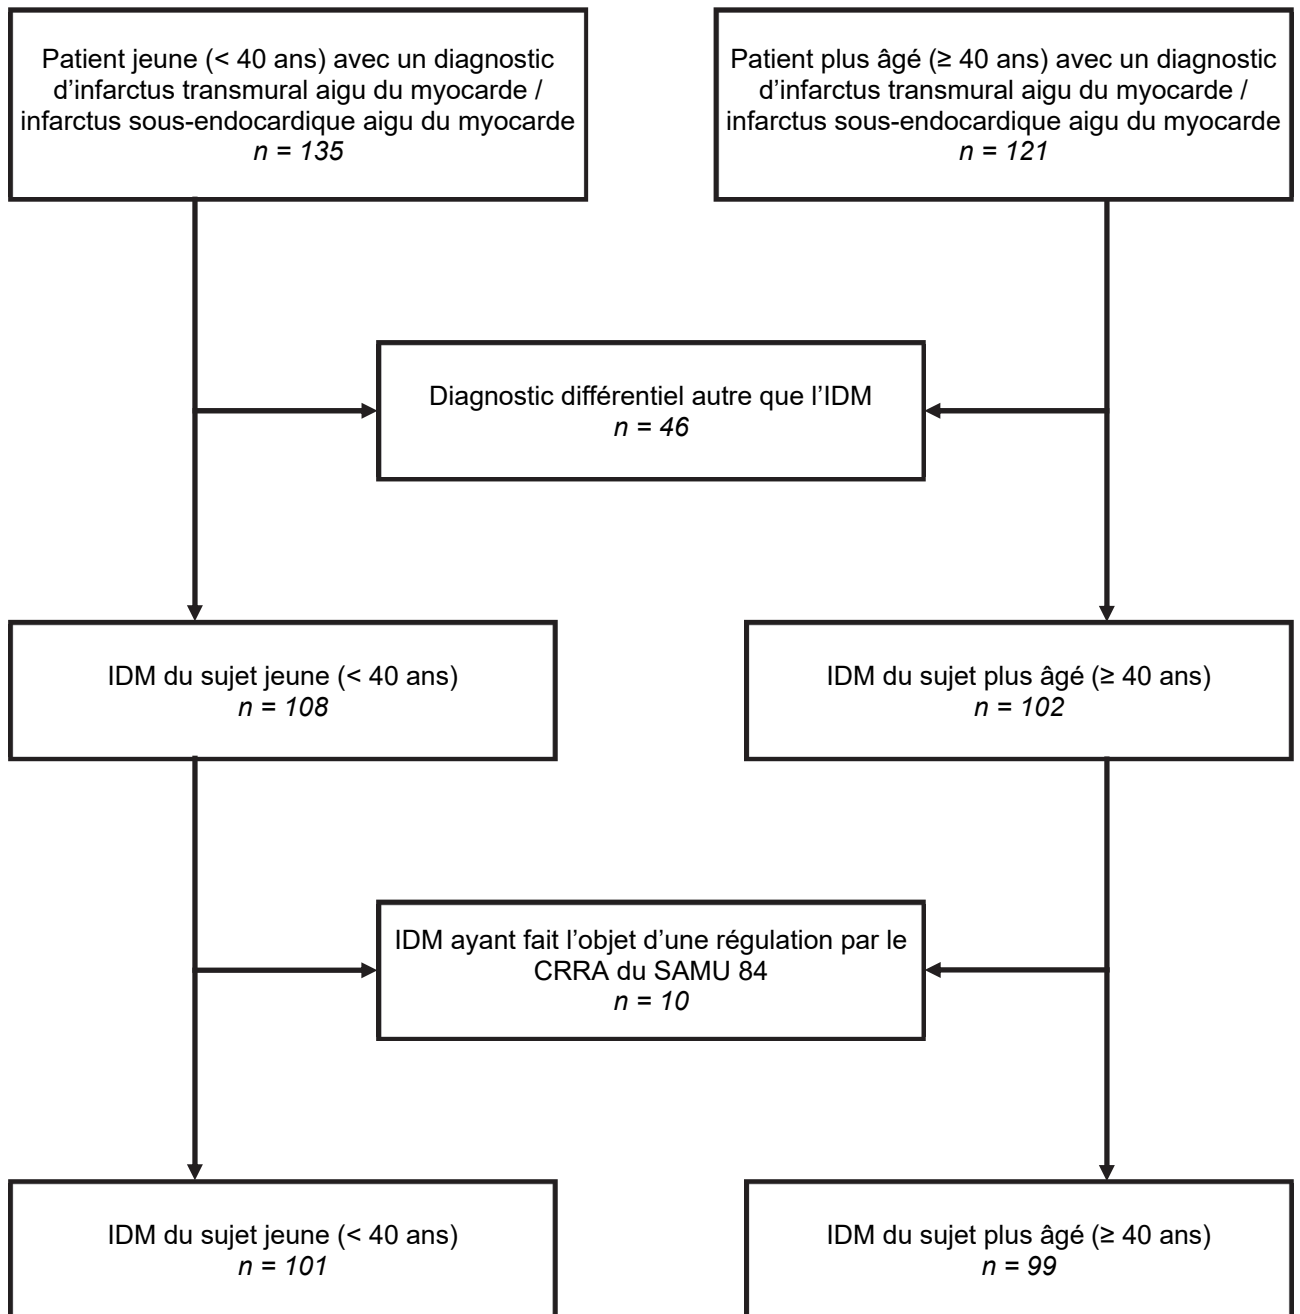 Patient jeune (< 40 ans) avec un diagnostic
d’infarctus transmural aigu du myocarde /
infarctus sous-endocardique aigu du myocarde
n = 135
Patient plus âgé (≥ 40 ans) avec un diagnostic
d’infarctus transmural aigu du myocarde /
infarctus sous-endocardique aigu du myocarde
n = 121
Diagnostic différentiel autre que l’IDM
n = 46
IDM du sujet jeune (< 40 ans)
n = 108
IDM du sujet plus âgé (≥ 40 ans)
n = 102
IDM ayant fait l’objet d’une régulation par le
CRRA du SAMU 84
n = 10
IDM du sujet jeune (< 40 ans)
n = 101
IDM du sujet plus âgé (≥ 40 ans)
n = 99